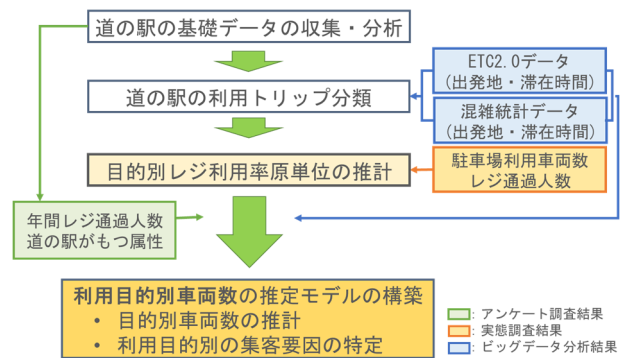 道の駅の基礎データの収集・分析
ETC2.0データ
(出発地・滞在時間)
道の駅の利用トリップ分類
混雑統計データ
(出発地・滞在時間)
目的別レジ利用率原単位の推計
駐車場利用車両数
レジ通過人数
年間レジ通過人数
道の駅がもつ属性
利用目的別車両数の推定モデルの構築
• 目的別車両数の推計
• 利用目的別の集客要因の特定
: アンケート調査結果
: 実態調査結果
: ビッグデータ分析結果